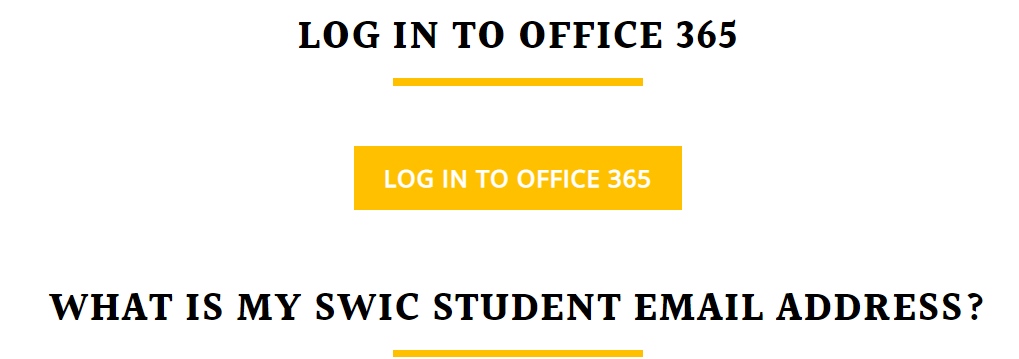 LOG IN TO OFFICE 365
LOG IN TO OFFICE 365
WHAT IS MY SWIC STUDENT EMAIL ADDRESS?